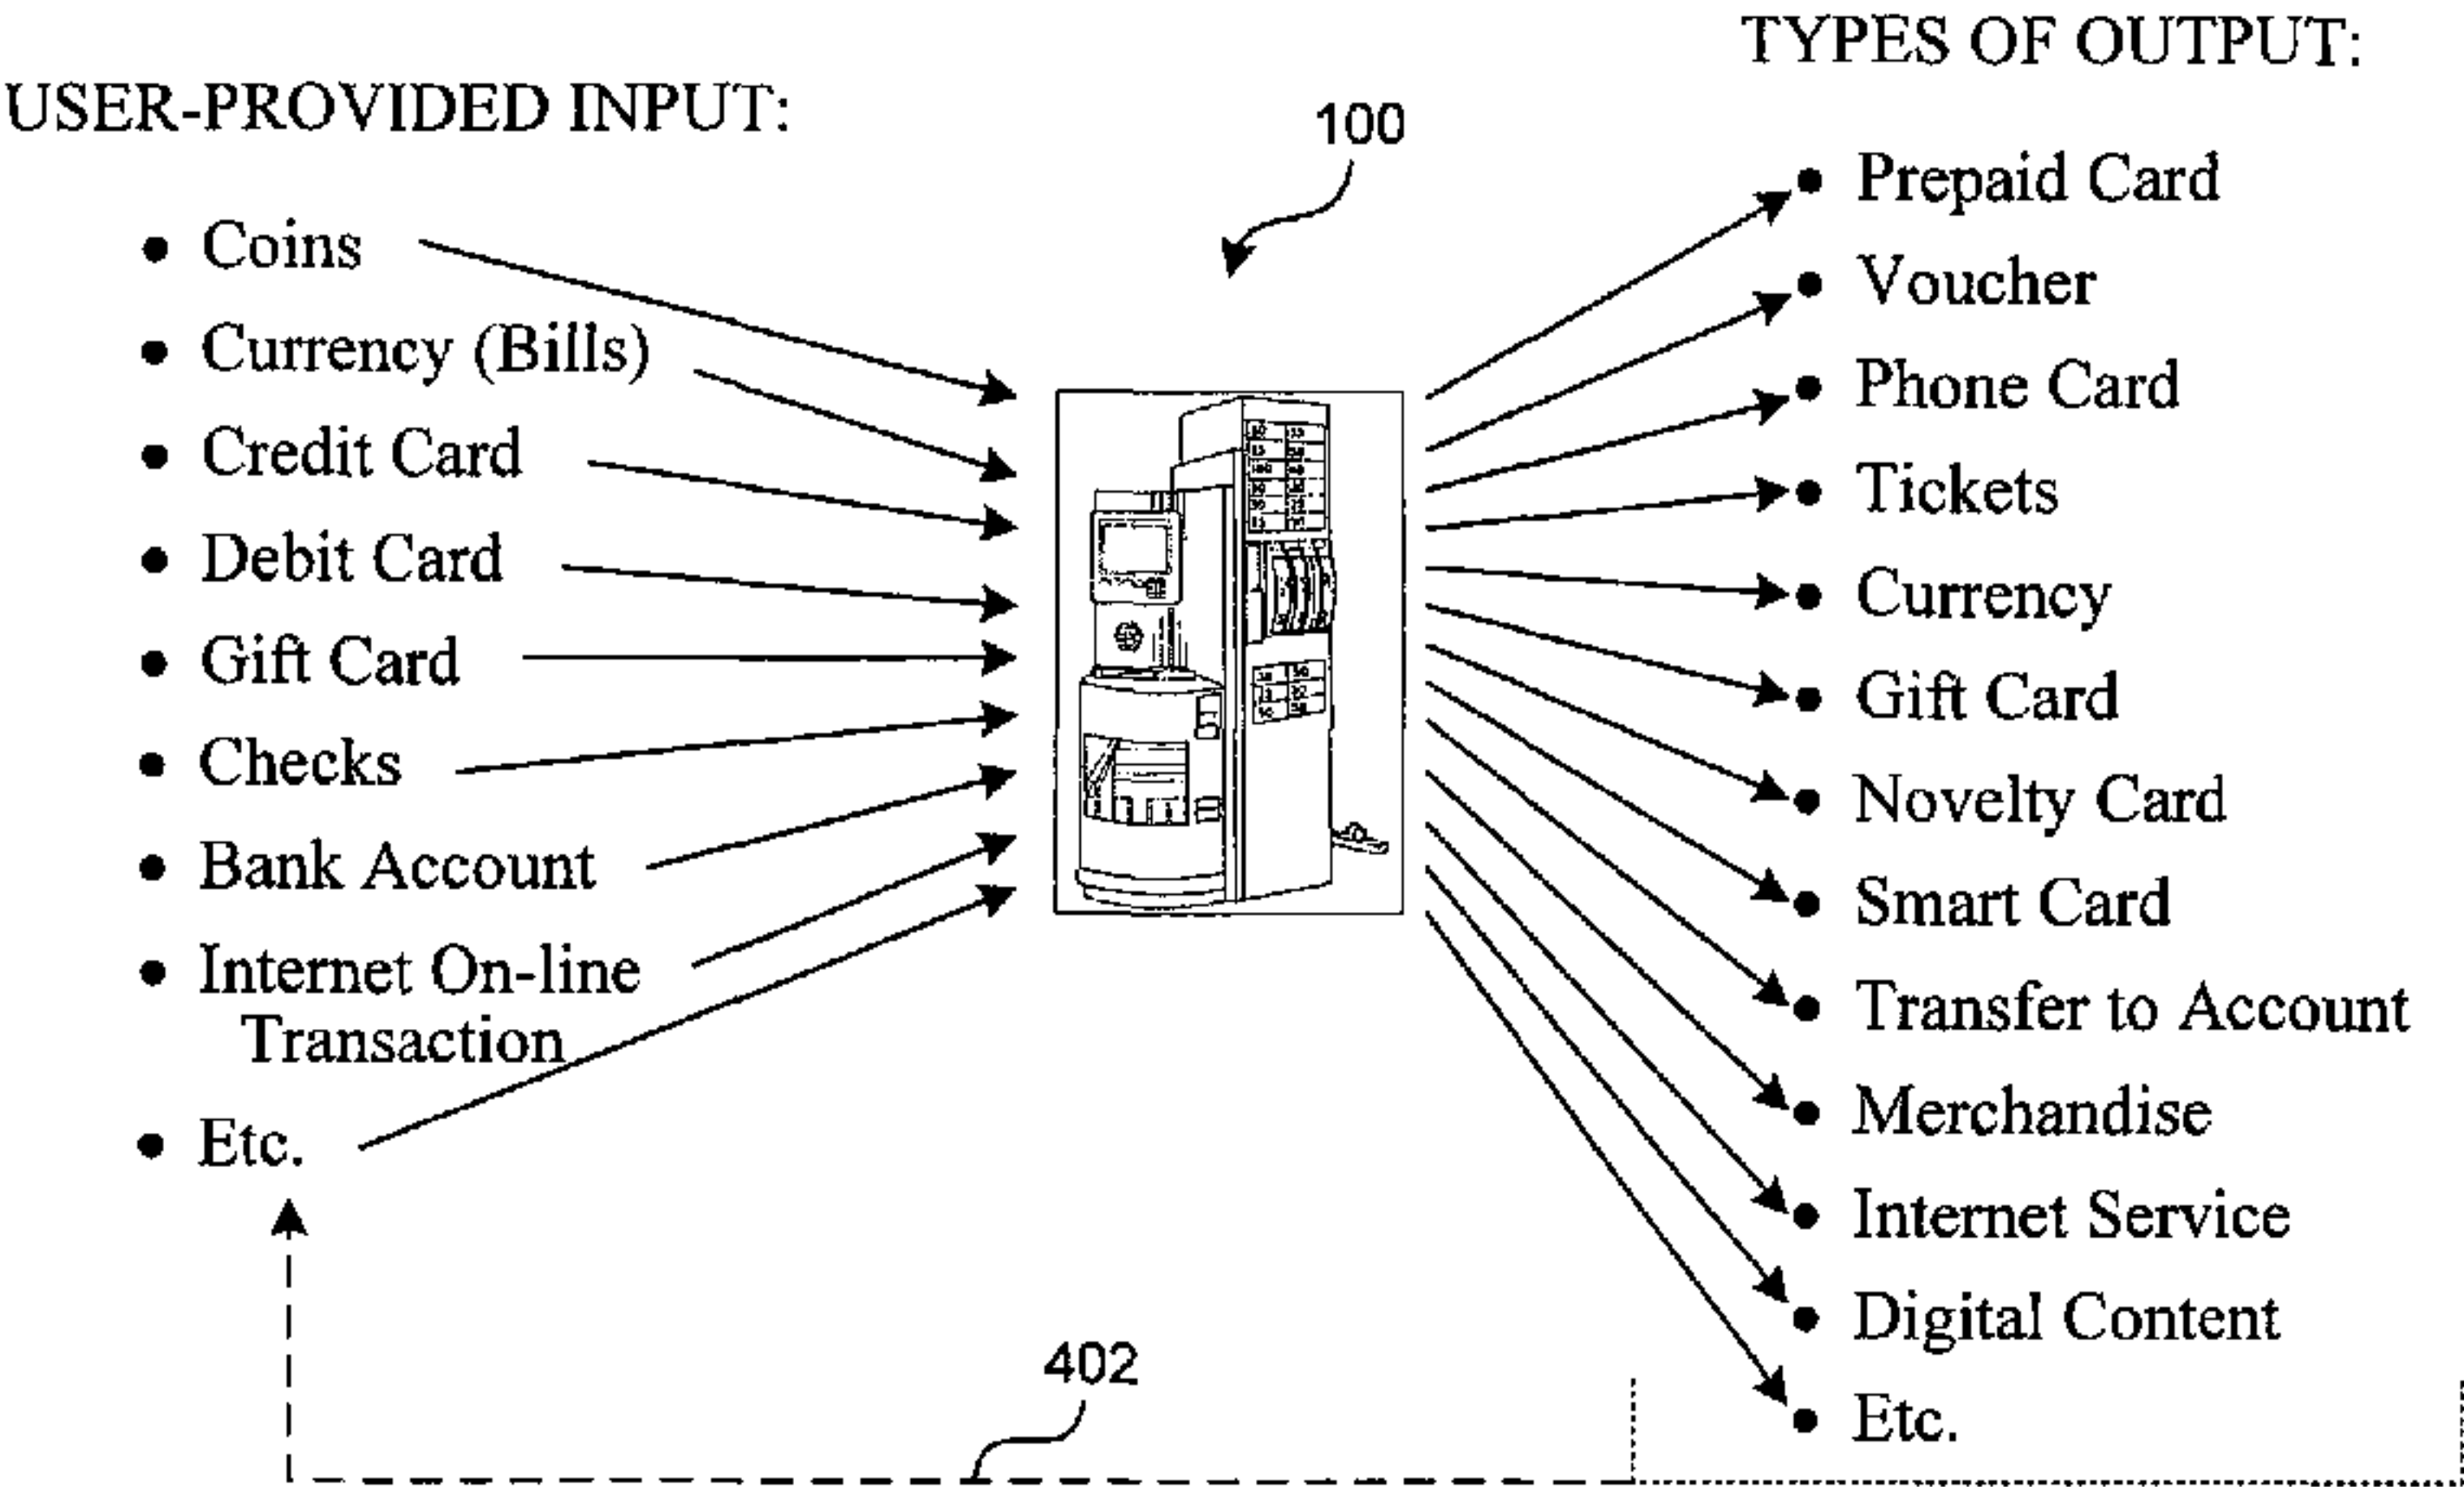 TYPES OF OUTPUT:
USER-PROVIDED INPUT:
100
• Coins
• Currency (Bills)
• Credit Card
• Debit Card
• Gift Card
• Checks
• Bank Account
• Internet On-line
Transaction
• Etc.
• Prepaid Card
• Voucher
• Phone Card
• Tickets
• Currency
• Gift Card
• Novelty Card
• Smart Card
• Transfer to Account
• Merchandise
• Internet Service
• Digital Content
• Etc.
402